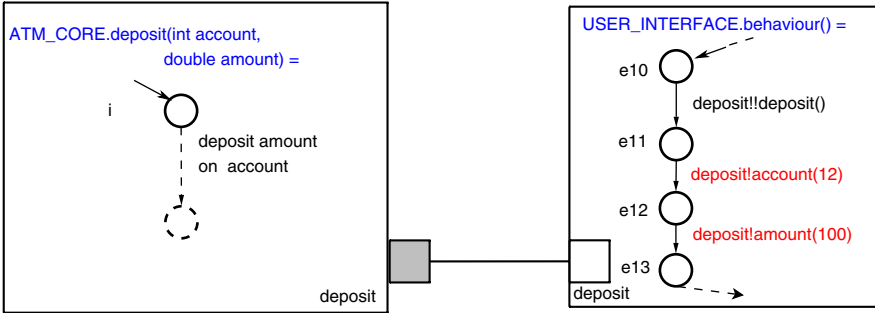 ATM_CORE.deposit(int account,
double amount) =
i
deposit amount
on account
deposit
USER_INTERFACE.behaviour() =
e10
deposit!!deposit()
e11
deposit!account(12)
e12
deposit!amount(100)
e13
deposit